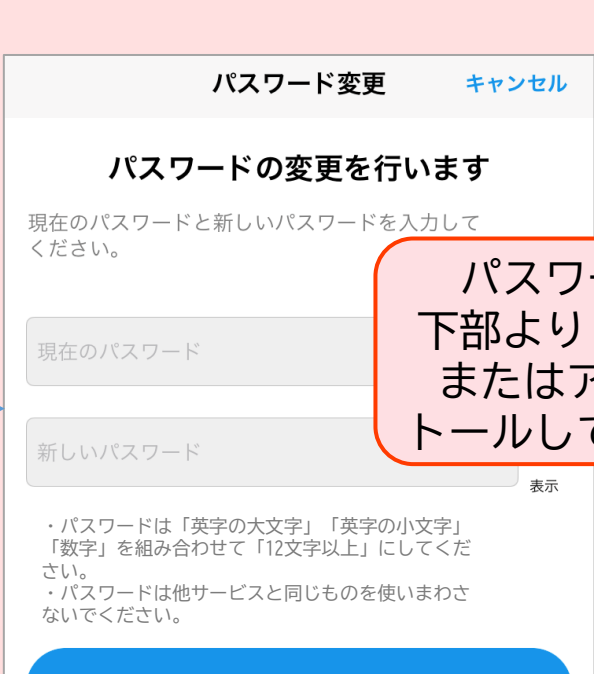 パスワード変更
キャンセル
パスワードの変更を行います
現在のパスワードと新しいパスワードを入力して
ください。
パスワ
下部より
または
トールして
現在のパスワード
新しいパスワード
表示
・パスワードは「英字の大文字」「英字の小文字」
「数字」を組み合わせて「12文字以上」にしてくだ
さい。
・パスワードは他サービスと同じものを使いまわさ
ないでください。